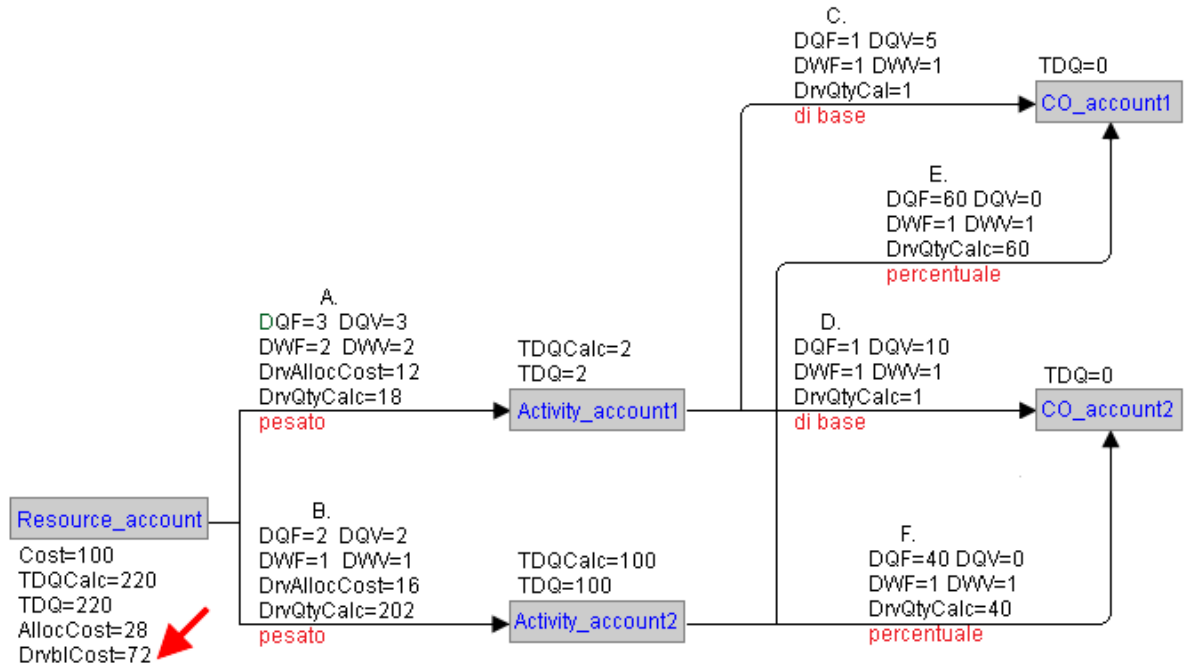 C.
DQF=1 DQV=5
DWF=1 DWV=1
DrvQtyCal=1
di base
TDQ=0
CO_account1
E.
DQF=60 DQV=0
DWF=1 DWV=1
DrvQtyCalc=60
percentuale
A.
DQF=3 DQV=3
DWF=2 DWV=2
DrvAllocCost=12
DrvQtyCalc=18
pesato
TDQCalc=2
TDQ=2
Activity_account1
D.
DQF=1 DQV=10
DWF=1 DWV=1
DrvQtyCalc=1
di base
TDQ=0
CO_account2
Resource_account
Cost=100
TDQCalc=220
TDQ=220
AllocCost=28
DrvblCost=72
B.
DQF=2 DQV=2
DWF=1 DWV=1
DrvAllocCost=16
DrvQtyCalc=202
pesato
TDQCalc=100
TDQ=100
Activity_account2
F.
DQF=40 DQV=0
DWF=1 DWV=1
DrvQtyCalc=40
percentuale